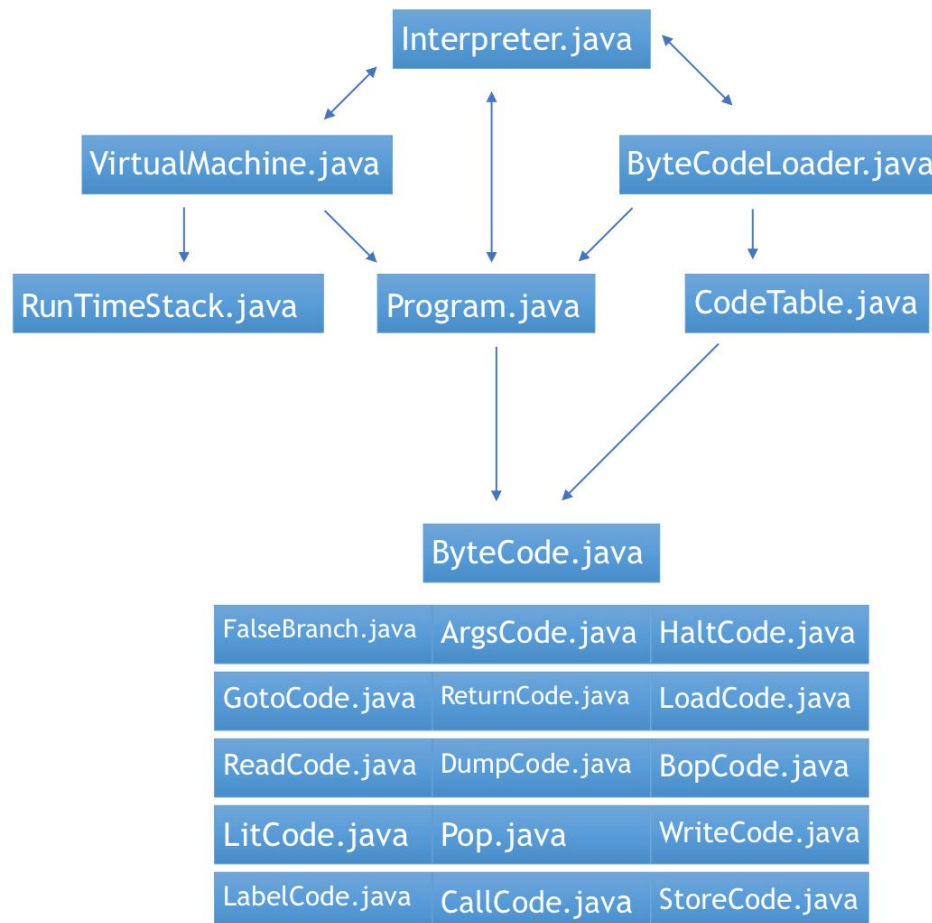 Interpreter.java
VirtualMachine.java ByteCodeLoader.java
RunTimeStack.java Program.java CodeTable.java
ByteCode.java
FalseBranch.java ArgsCode.java HaltCode.java
GotoCode.java ReturnCode.java LoadCode.java
ReadCode.java DumpCode.java BopCode.java
LitCode.java Pop.java WriteCode.java
LabelCode.java CallCode.java StoreCode.java